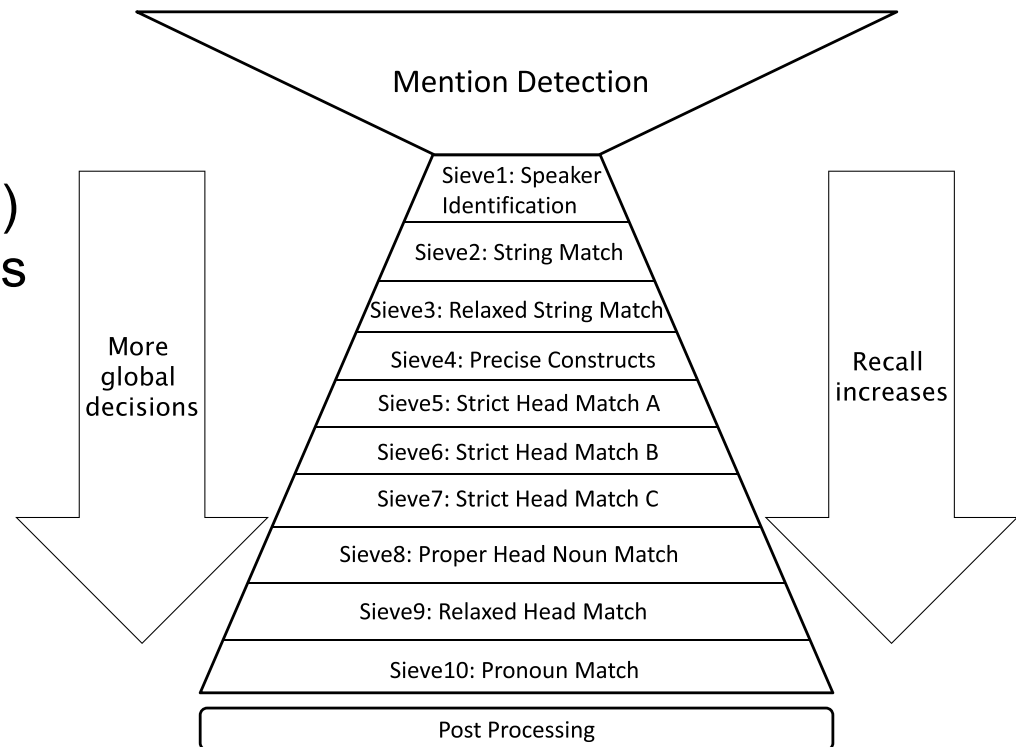 Mention Detection
Sieve1: Speaker
Identification
)
s
Sieve2: String Match
Sieve3: Relaxed String Match
Sieve4: Precise Constructs
Sieve5: Strict Head Match A
Sieve6: Strict Head Match B
Sieve7: Strict Head Match C
Sieve8: Proper Head Noun Match
Sieve9: Relaxed Head Match
Sieve10: Pronoun Match
Post Processing
More
global
decisions
Recall
increases